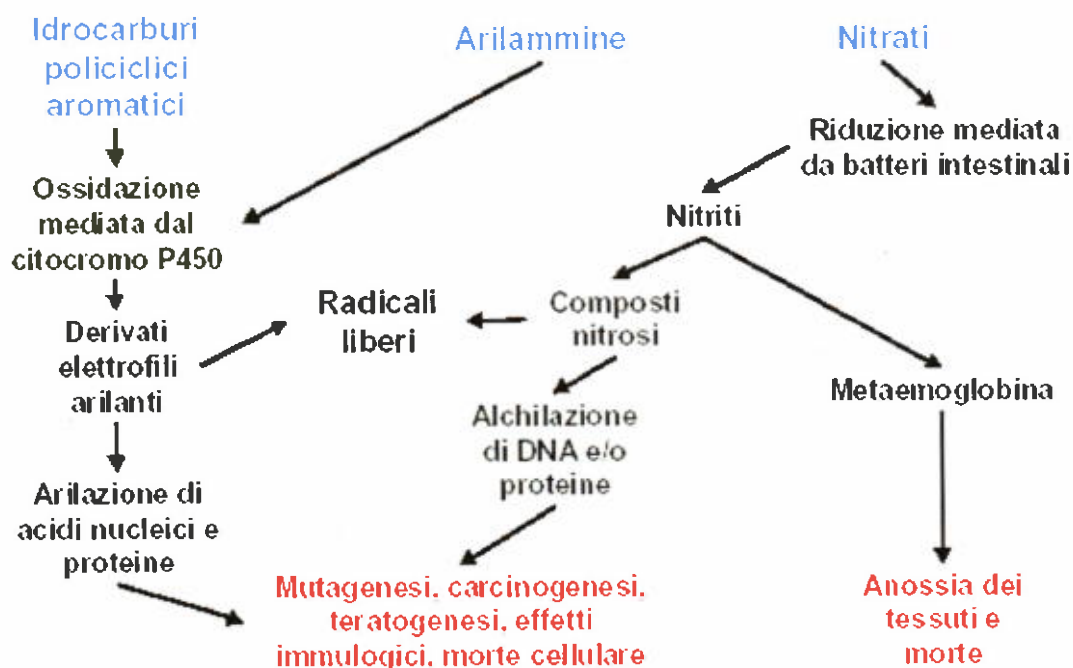 Idrocarburi
policiclici
aromatici
Arilammine
Nitrati
Riduzione mediata
da batteri intestinali
Ossidazione
mediata dal
citocromo P450
Nitriti
Radicali
liberi
Composti
nitrosi
Derivati
elettrofili
arilanti
Metaemoglobina
Alchilazione
di DNA e/o
proteine
Arilazione di
acidi nucleici e
proteine
Mutagenesi, carcinogenesi,
teratogenesi, effetti
immulogici, morte cellulare
Anossia dei
tessuti e
morte